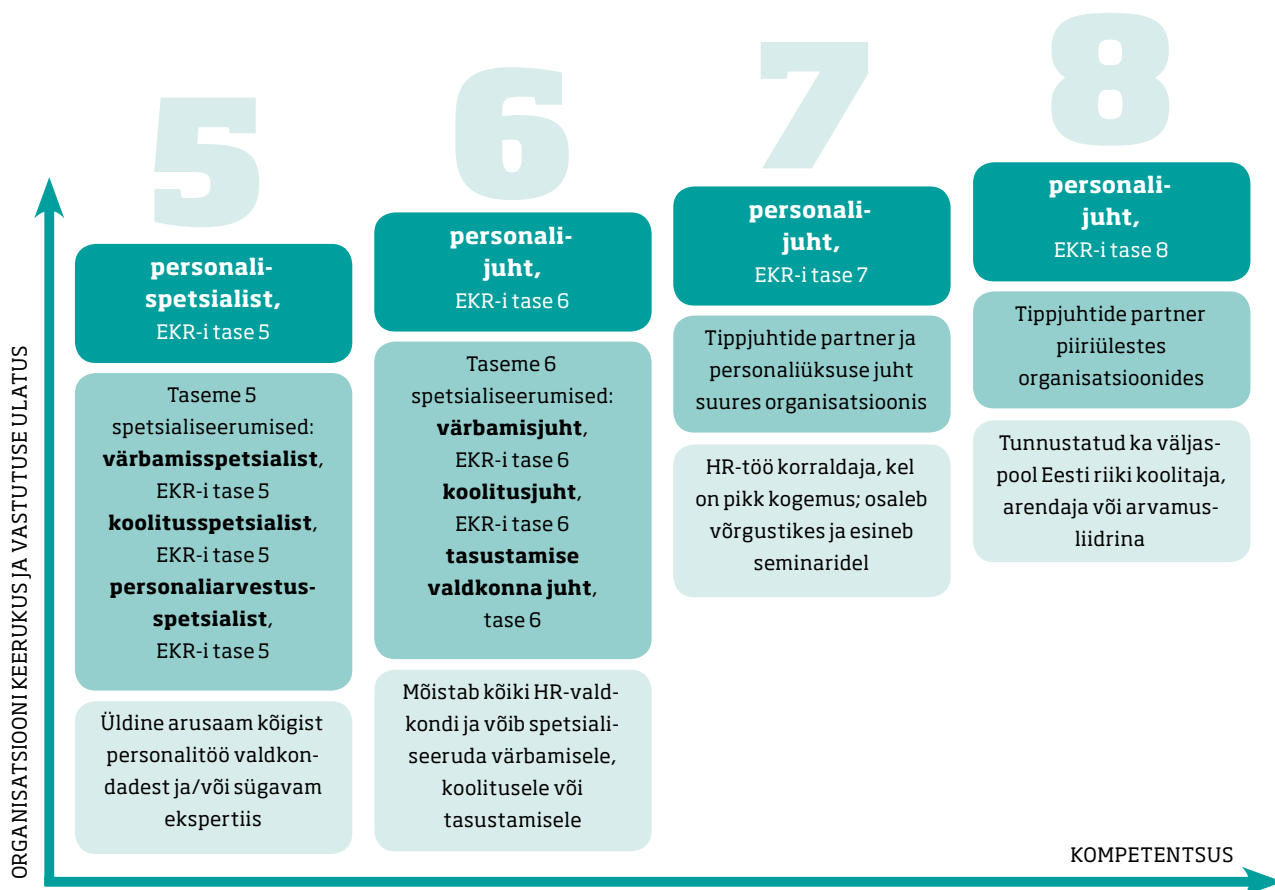 5
personali-
spetsialist,
EKR-i tase 5
Taseme 5
spetsialiseerumised:
värbamisspetsialist,
EKR-i tase 5
koolitusspetsialist,
EKR-i tase 5
personaliarvestus-
spetsialist,
EKR-i tase 5
Üldine arusaam kõigist
personalitöö valdkon-
dadest ja/või sügavam
ekspertiis
6
personali-
juht,
EKR-i tase 6
Taseme 6
spetsialiseerumised:
värbamisjuht,
EKR-i tase 6
koolitusjuht,
EKR-i tase 6
tasustamise
valdkonna juht,
tase 6
Mõistab kõiki HR-vald-
kondi ja võib spetsiali-
seeruda värbamisele,
koolitusele või
tasustamisele
7
personali-
juht,
EKR-i tase 7
Tippjuhtide partner ja
personaliüksuse juht
suures organisatsioonis
HR-töö korraldaja, kel
on pikk kogemus; osaleb
võrgustikes ja esineb
seminaridel
8
personali-
juht,
EKR-i tase 8
Tippjuhtide partner
piiriülestes
organisatsioonides
Tunnustatud ka väljas-
pool Eesti riiki koolitaja,
arendaja või arvamus-
liidrina
ORGANISATSIOONI KEERUKUS JA VASTUTUSE ULATUS
KOMPETENTSUS